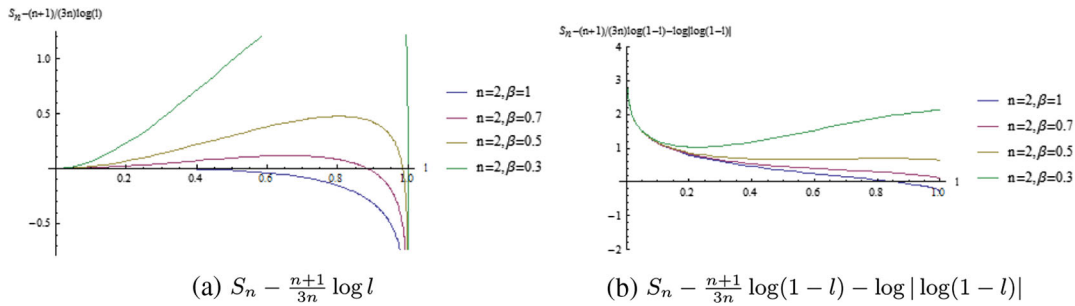 S_n-(n+1)/(3n)log(l)
1.0
0.5
-0.5
0.2 0.4 0.6 0.8 1.0
l
n=2,β=1
n=2,β=0.7
n=2,β=0.5
n=2,β=0.3
(a) S_n − \frac{n+1}{3n} log l
S_n-(n+1)/(3n)log(1-l)-log|log(1-l)|
4
3
2
1
-1
-2
0.2 0.4 0.6 0.8 1.0
l
n=2,β=1
n=2,β=0.7
n=2,β=0.5
n=2,β=0.3
(b) S_n − \frac{n+1}{3n} log(1 − l) − log | log(1 − l)|